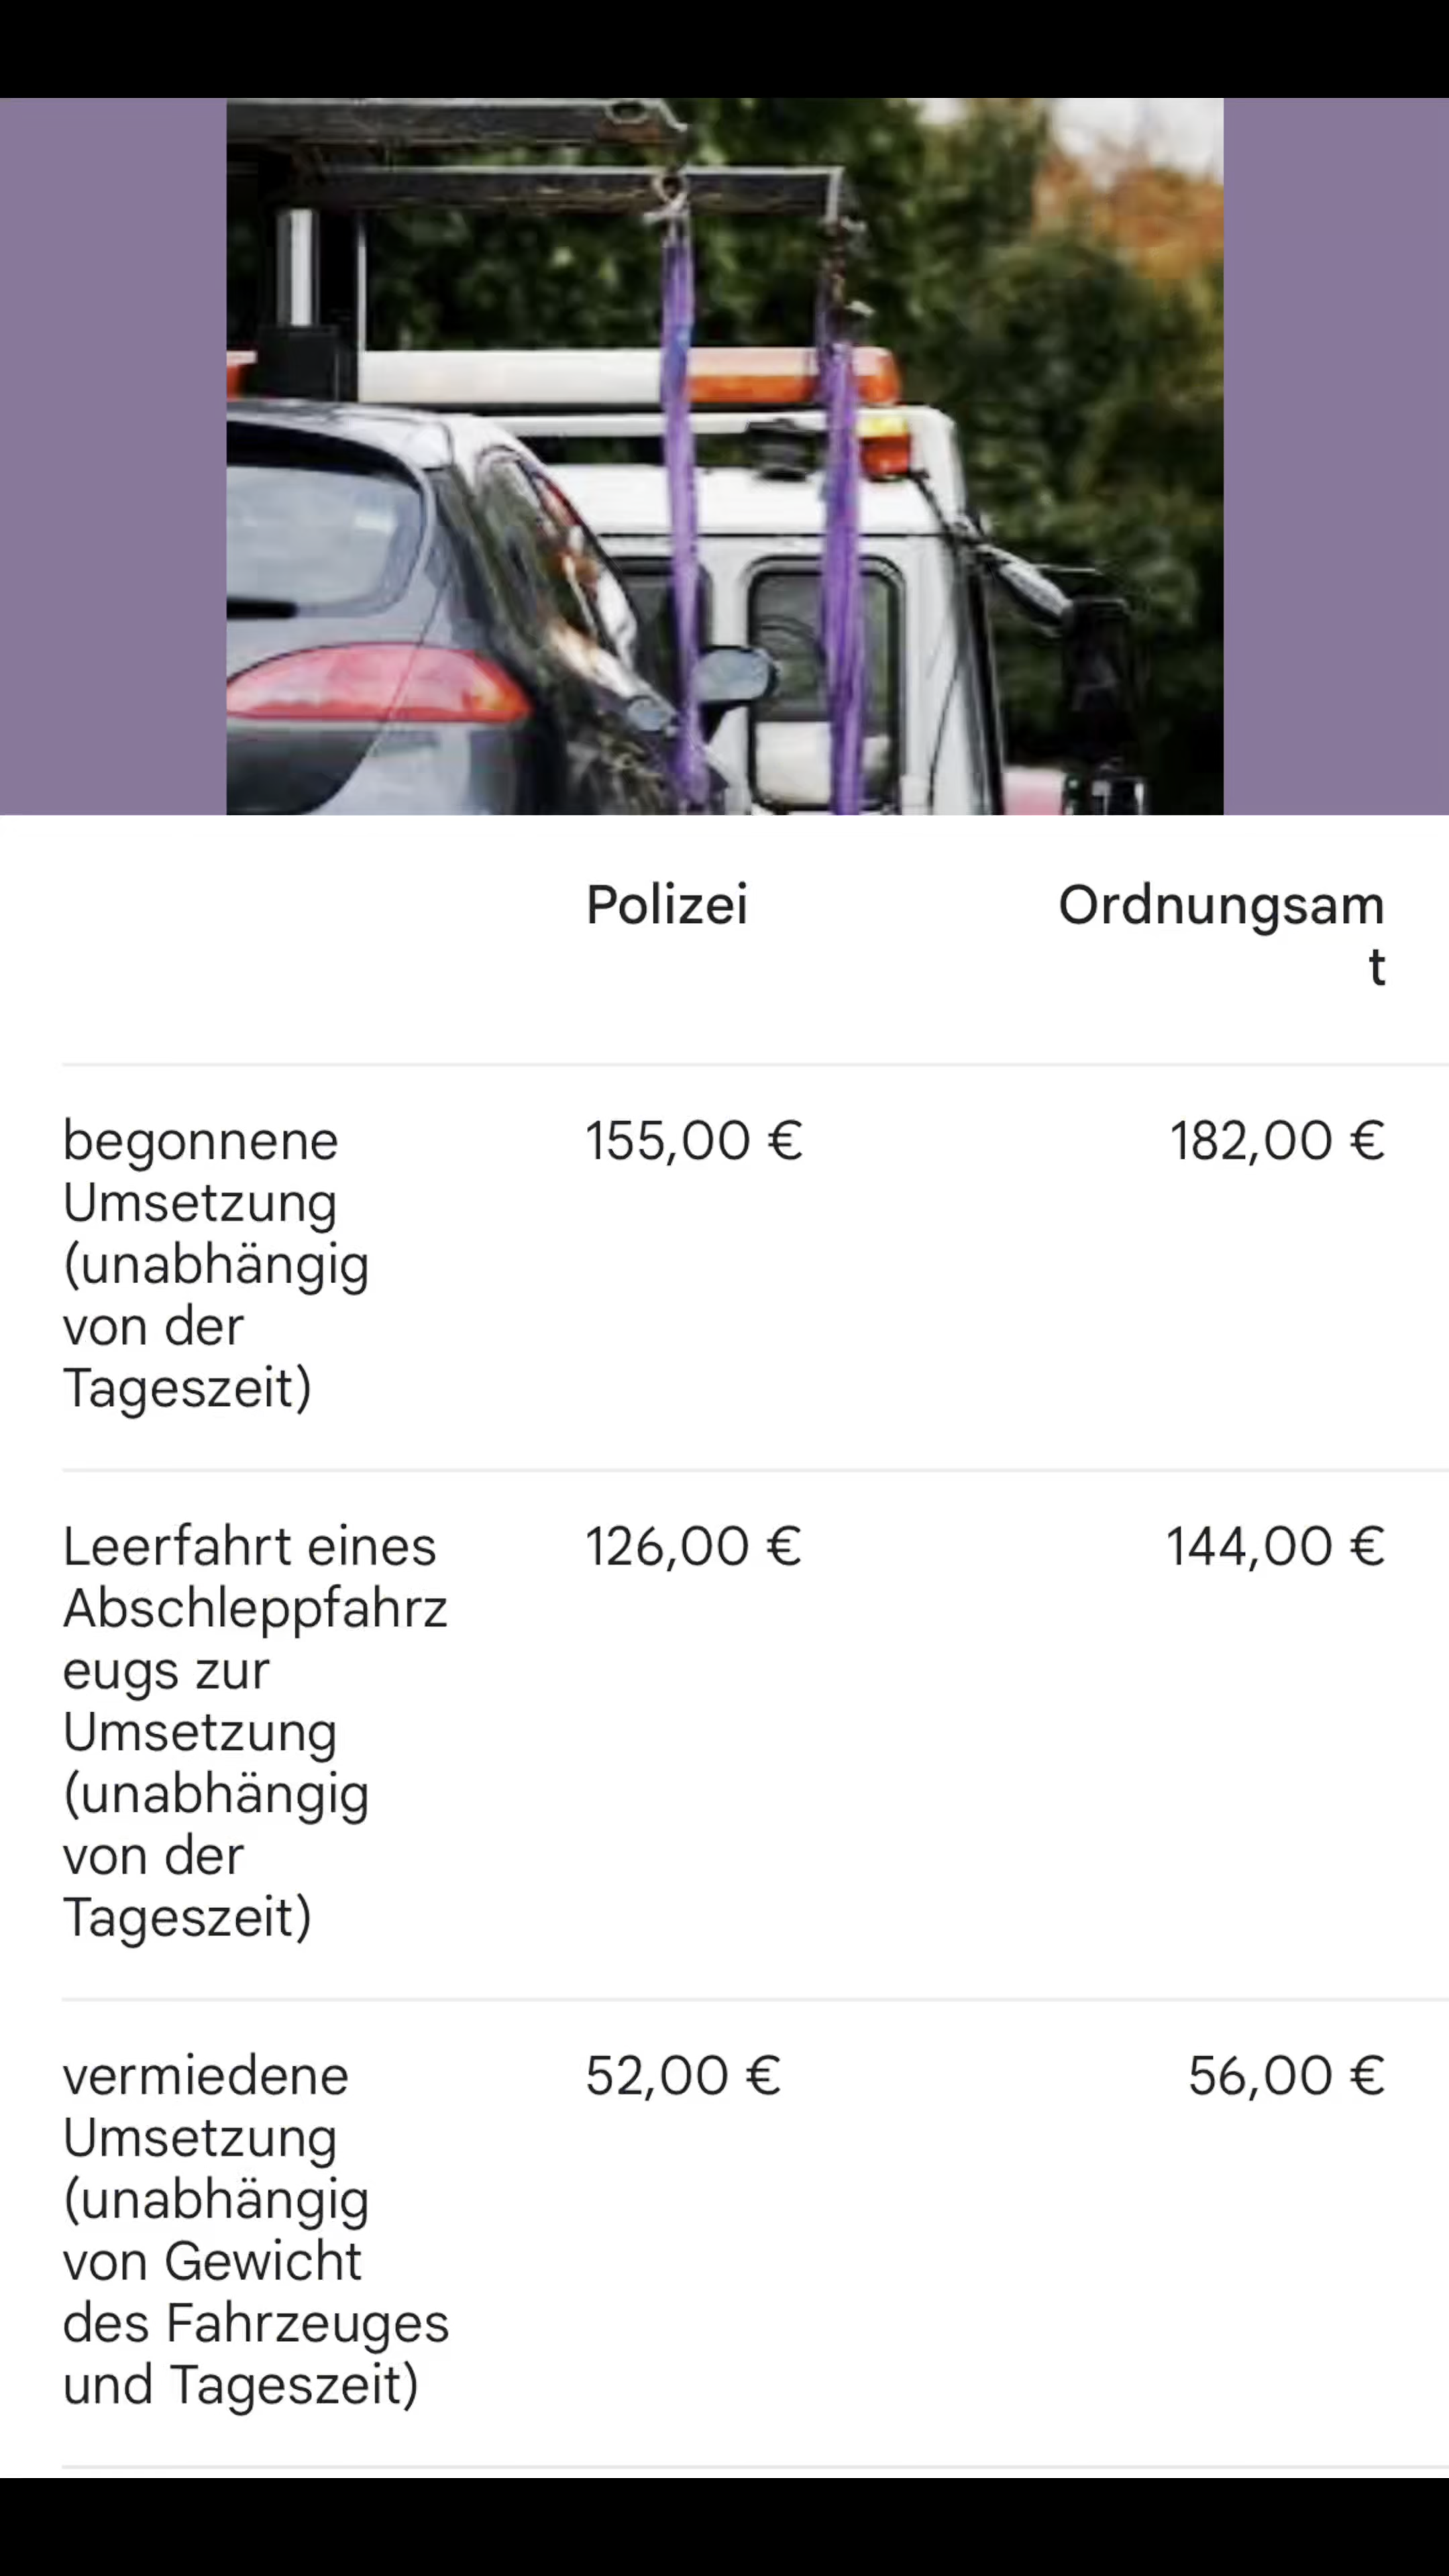 Polizei Ordnungsam
t
begonnene 155,00 € 182,00 €
Umsetzung
(unabhängig
von der
Tageszeit)
Leerfahrt eines 126,00 € 144,00 €
Abschleppfahrz
eugs zur
Umsetzung
(unabhängig
von der
Tageszeit)
vermiedene 52,00 € 56,00 €
Umsetzung
(unabhängig
von Gewicht
des Fahrzeuges
und Tageszeit)